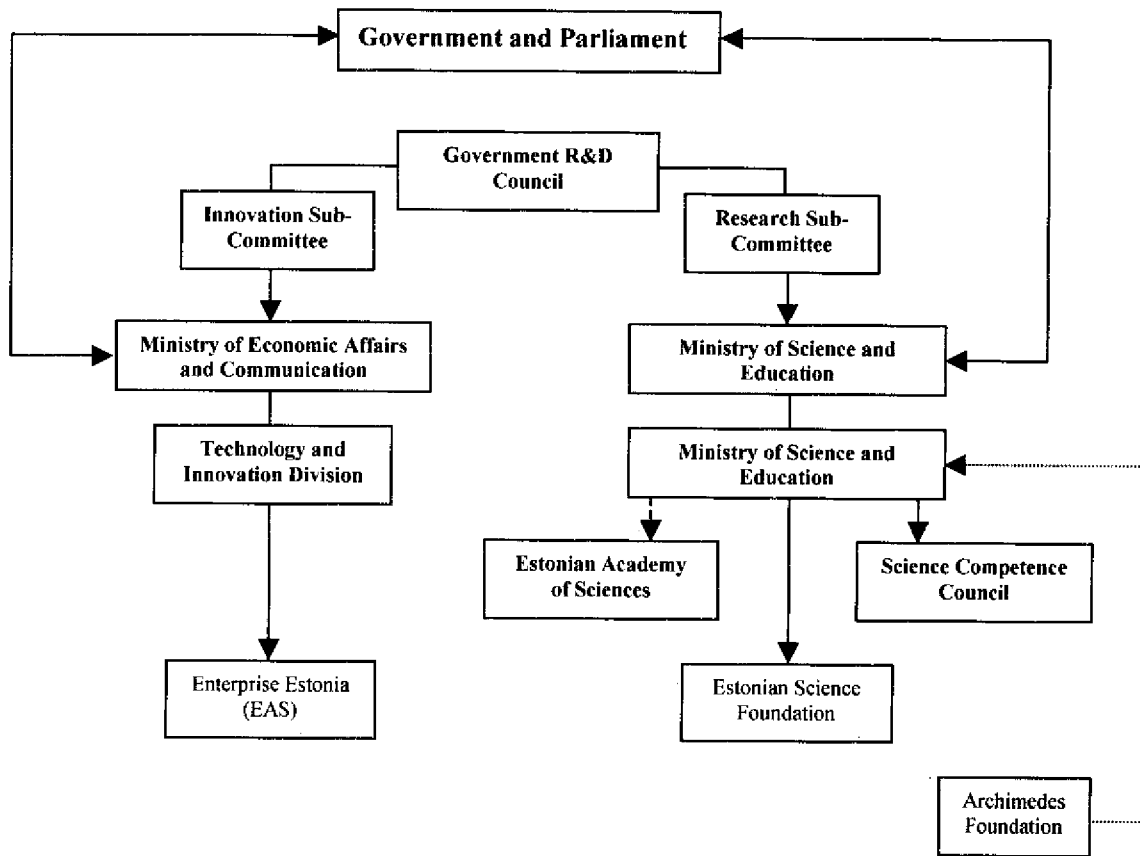 Government and Parliament
Government R&D
Council
Innovation Sub-
Committee
Research Sub-
Committee
Ministry of Economic Affairs
and Communication
Ministry of Science and
Education
Technology and
Innovation Division
Ministry of Science and
Education
Estonian Academy
of Sciences
Science Competence
Council
Enterprise Estonia
(EAS)
Estonian Science
Foundation
Archimedes
Foundation